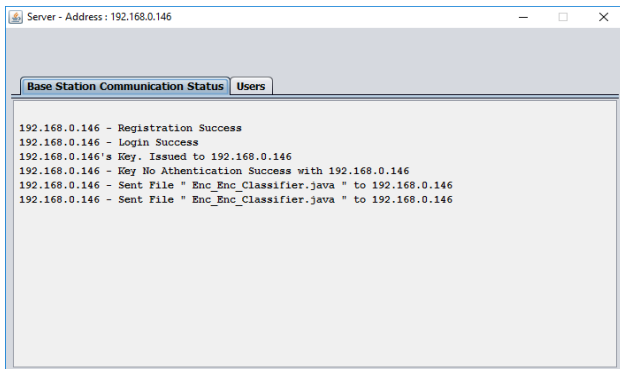 Server - Address : 192.168.0.146
Base Station Communication Status Users
192.168.0.146 - Registration Success
192.168.0.146 - Login Success
192.168.0.146's Key. Issued to 192.168.0.146
192.168.0.146 - Key No Athentication Success with 192.168.0.146
192.168.0.146 - Sent File " Enc_Enc_Classifier.java " to 192.168.0.146
192.168.0.146 - Sent File " Enc_Enc_Classifier.java " to 192.168.0.146